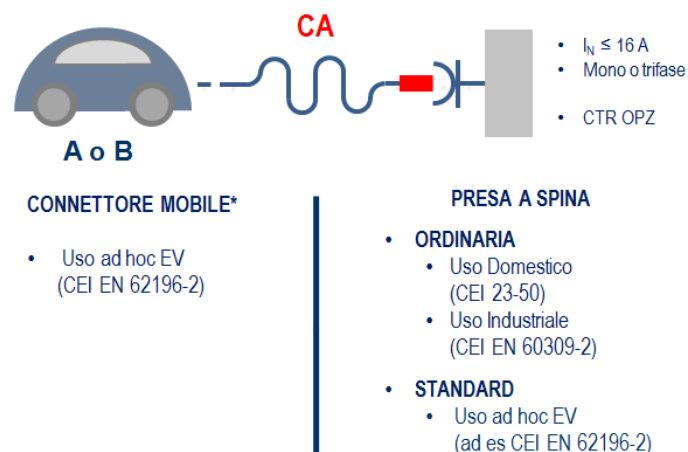 CA
• I_N ≤ 16 A
• Mono o trifase
• CTR OPZ
A o B
CONNETTORE MOBILE*
• Uso ad hoc EV
(CEI EN 62196-2)
PRESA A SPINA
• ORDINARIA
• Uso Domestico
(CEI 23-50)
• Uso Industriale
(CEI EN 60309-2)
• STANDARD
• Uso ad hoc EV
(ad es CEI EN 62196-2)